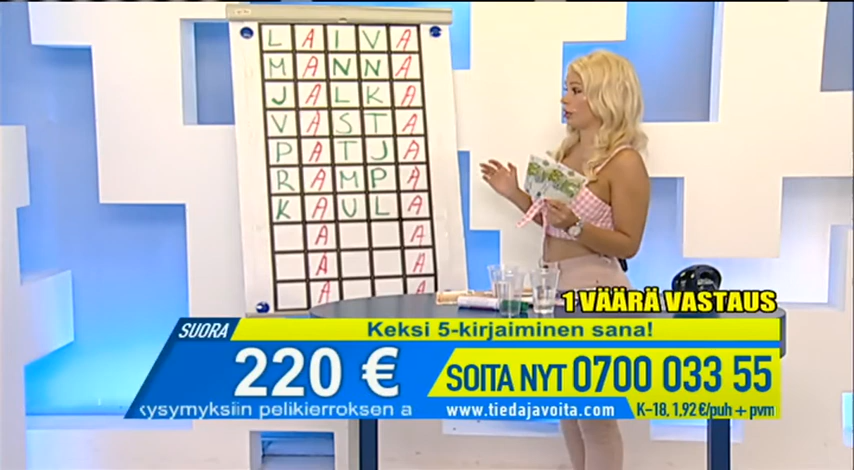 LAIVA
MANNA
JALKA
VASTA
PATJA
RAMPA
KAULA
A A
A A
A A
1 VÄÄRÄ VASTAUS
SUORA
Keksi 5-kirjaiminen sana!
220 €
SOITA NYT 0700 033 55
kysymyksiin pelikierroksen a
www.tiedajavoita.com
K-18, 1,92 €/puh + pvm